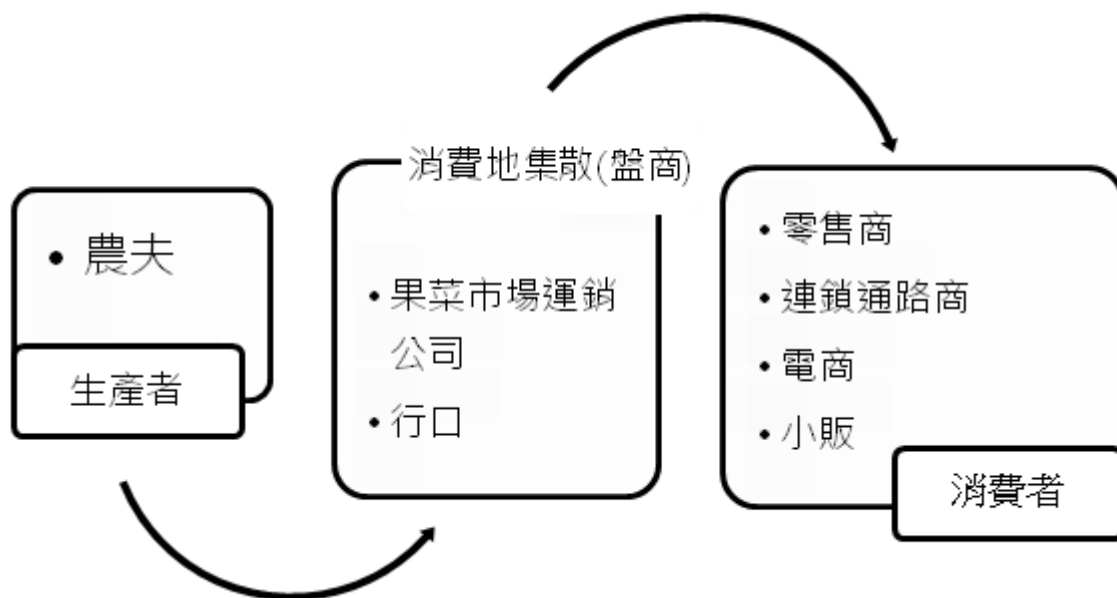 • 農夫
生產者
消費地集散(盤商)
• 果菜市場運銷
公司
• 行口
• 零售商
• 連鎖通路商
• 電商
• 小販
消費者